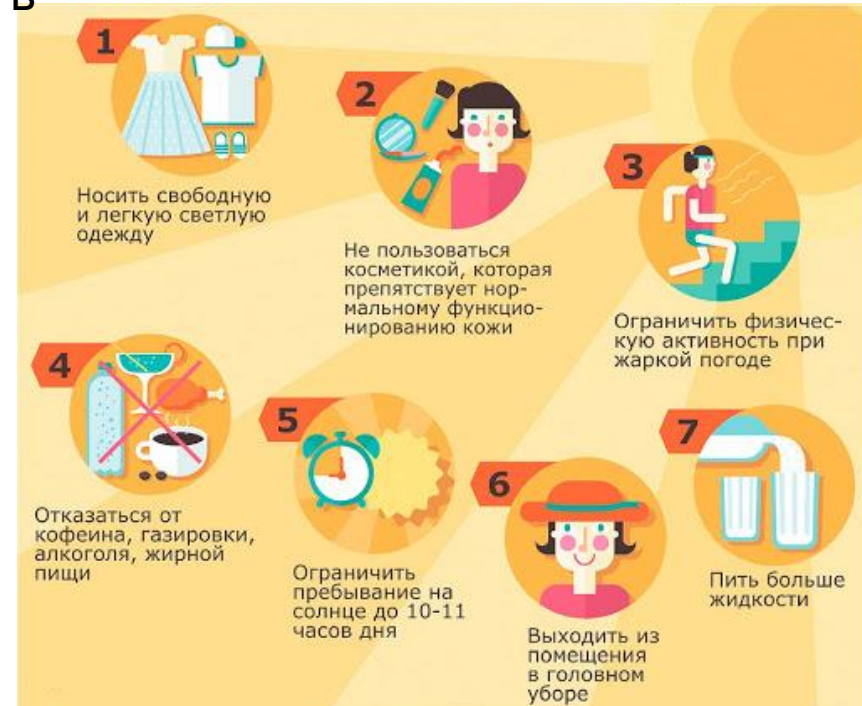 В
1
Носить свободную
и легкую светлую
одежду
2
Не пользоваться
косметикой, которая
препятствует нор-
мальному функцио-
нированию кожи
3
Ограничить физичес-
кую активность при
жаркой погоде
4
Отказаться от
кофеина, газировки,
алкоголя, жирной
пищи
5
Ограничить
пребывание на
солнце до 10-11
часов дня
6
Выходить из
помещения
в головном
уборе
7
Пить больше
жидкости